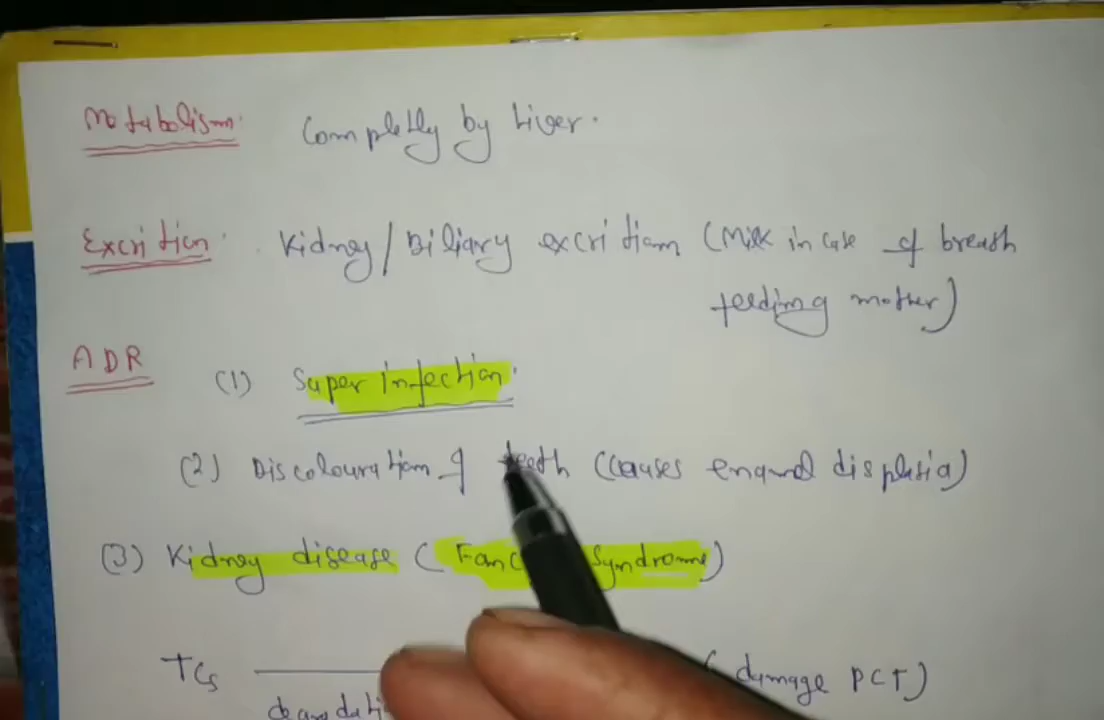 Metabolism: Completly by Liver.
Excrition: Kidney/Biliary excrition (Milk in case of breath
feeding mother)
ADR
(1) Super infection.
(2) Discolouration of teeth (causes enamel displasia)
(3) Kidney disease ( Syndrome)
TCs (damage PCT)